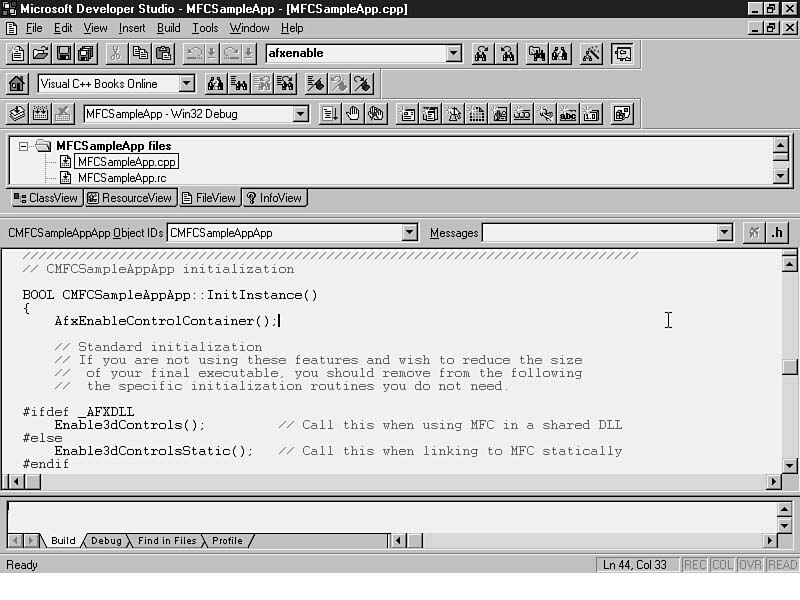 Microsoft Developer Studio - MFCSampleApp - [MFCSampleApp.cpp]
File Edit View Insert Build Tools Window Help
afxenable
Visual C++ Books Online
MFCSampleApp - Win32 Debug
MFCSampleApp files
MFCSampleApp.cpp
MFCSampleApp.rc
ClassView ResourceView FileView InfoView
CMFCSampleAppApp Object IDs CMFCSampleAppApp Messages .h
/////////////////////////////////////////////////////////////////////////////
// CMFCSampleAppApp initialization
BOOL CMFCSampleAppApp::InitInstance()
{
AfxEnableControlContainer();
// Standard initialization
// If you are not using these features and wish to reduce the size
//  of your final executable, you should remove from the following
//  the specific initialization routines you do not need.
#ifdef _AFXDLL
Enable3dControls(); // Call this when using MFC in a shared DLL
#else
Enable3dControlsStatic(); // Call this when linking to MFC statically
#endif
Build Debug Find in Files Profile
Ready Ln 44, Col 33 REC COL OVR READ